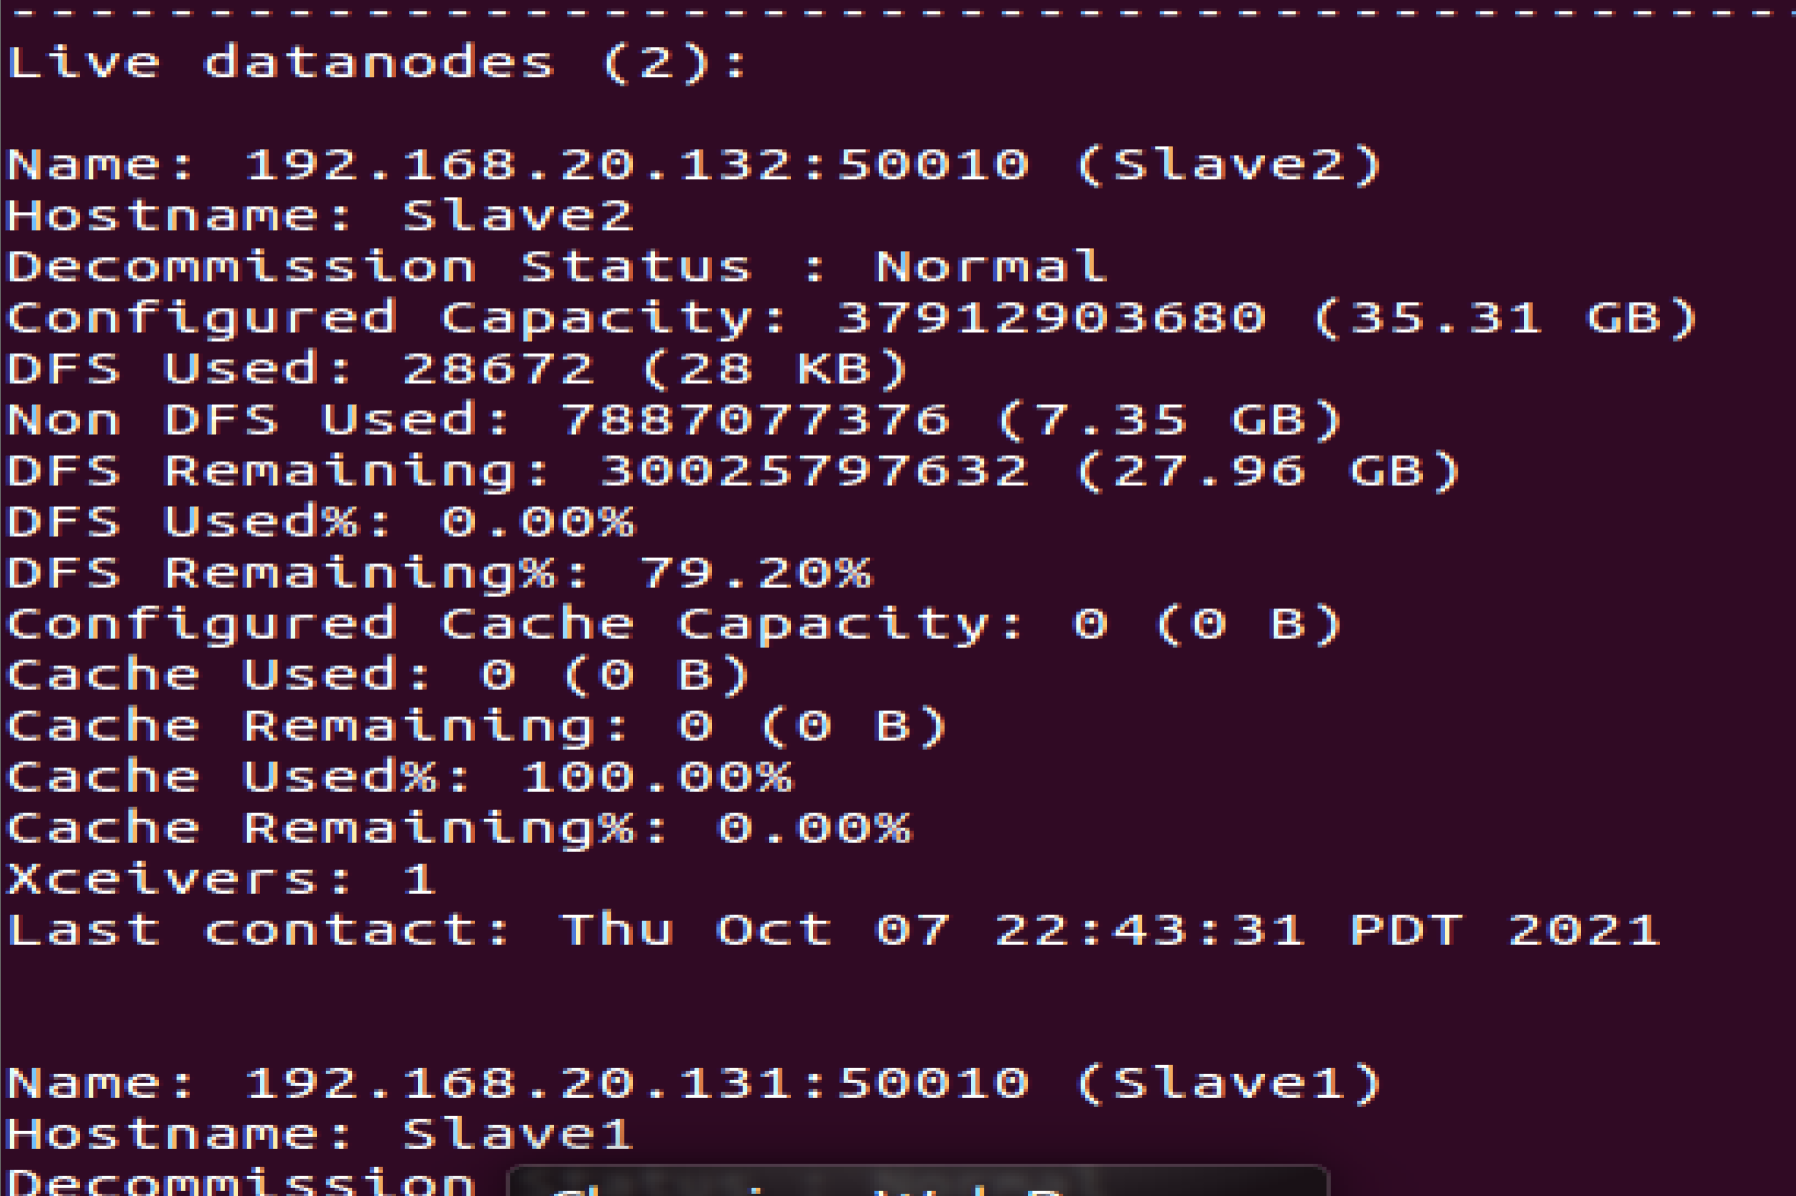 ------------------------------------------------
Live datanodes (2):
Name: 192.168.20.132:50010 (Slave2)
Hostname: Slave2
Decommission Status : Normal
Configured Capacity: 37912903680 (35.31 GB)
DFS Used: 28672 (28 KB)
Non DFS Used: 7887077376 (7.35 GB)
DFS Remaining: 30025797632 (27.96 GB)
DFS Used%: 0.00%
DFS Remaining%: 79.20%
Configured Cache Capacity: 0 (0 B)
Cache Used: 0 (0 B)
Cache Remaining: 0 (0 B)
Cache Used%: 100.00%
Cache Remaining%: 0.00%
Xceivers: 1
Last contact: Thu Oct 07 22:43:31 PDT 2021
Name: 192.168.20.131:50010 (Slave1)
Hostname: Slave1
Decommission